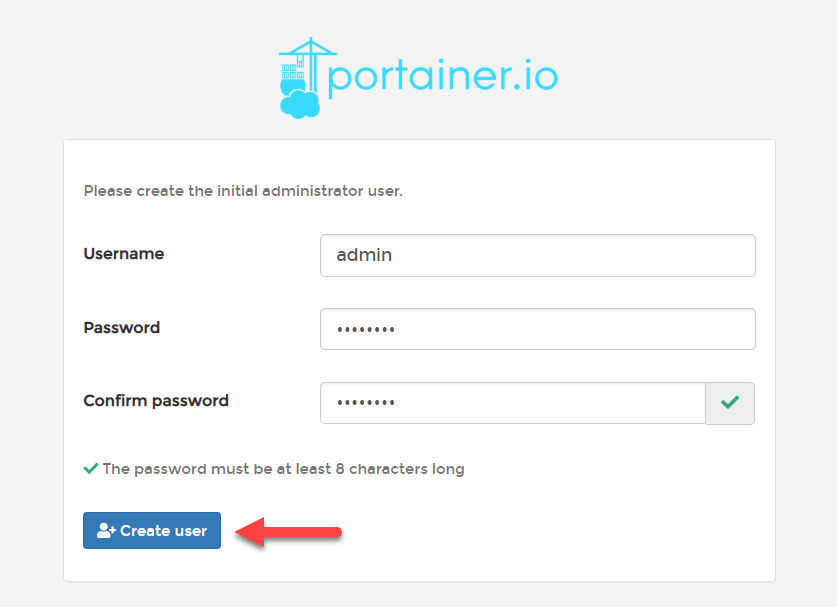 portainer.io
Please create the initial administrator user.
Username
admin
Password
••••••••
Confirm password
••••••••
The password must be at least 8 characters long
Create user